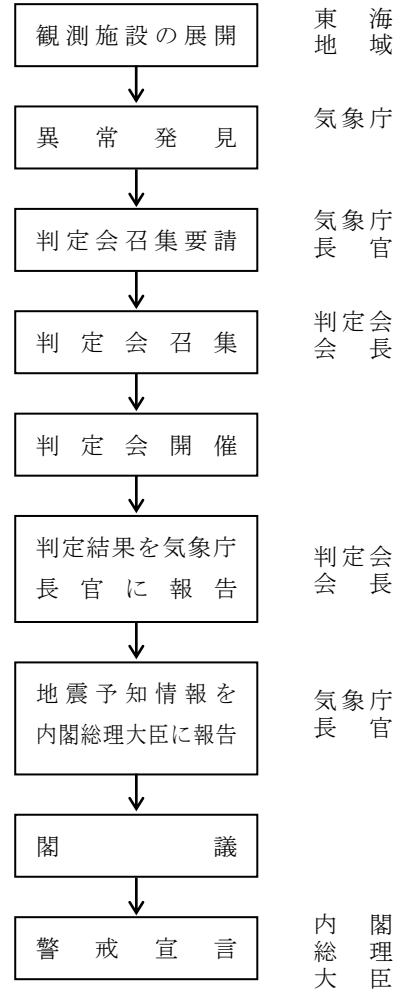 観測施設の展開
東海
地域
異常発見
気象庁
判定会召集要請
気象庁
長官
判定会召集
判定会
会長
判定会開催
判定結果を気象庁
長官に報告
判定会
会長
地震予知情報を
内閣総理大臣に報告
気象庁
長官
閣議
警戒宣言
内閣
総理
大臣